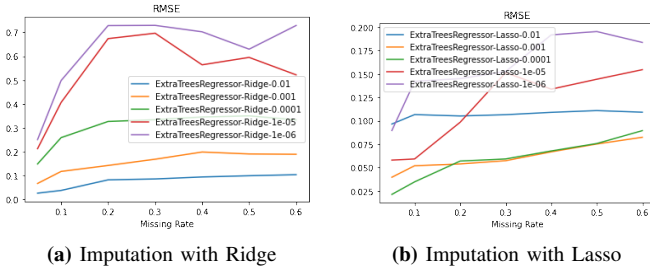 RMSE
0.7
0.6
0.5
0.4
0.3
0.2
0.1
0.0
ExtraTreesRegressor-Ridge-0.01
ExtraTreesRegressor-Ridge-0.001
ExtraTreesRegressor-Ridge-0.0001
ExtraTreesRegressor-Ridge-1e-05
ExtraTreesRegressor-Ridge-1e-06
0.1 0.2 0.3 0.4 0.5 0.6
Missing Rate
(a) Imputation with Ridge
RMSE
0.200
0.175
0.150
0.125
0.100
0.075
0.050
0.025
ExtraTreesRegressor-Lasso-0.01
ExtraTreesRegressor-Lasso-0.001
ExtraTreesRegressor-Lasso-0.0001
ExtraTreesRegressor-Lasso-1e-05
ExtraTreesRegressor-Lasso-1e-06
0.1 0.2 0.3 0.4 0.5 0.6
Missing Rate
(b) Imputation with Lasso